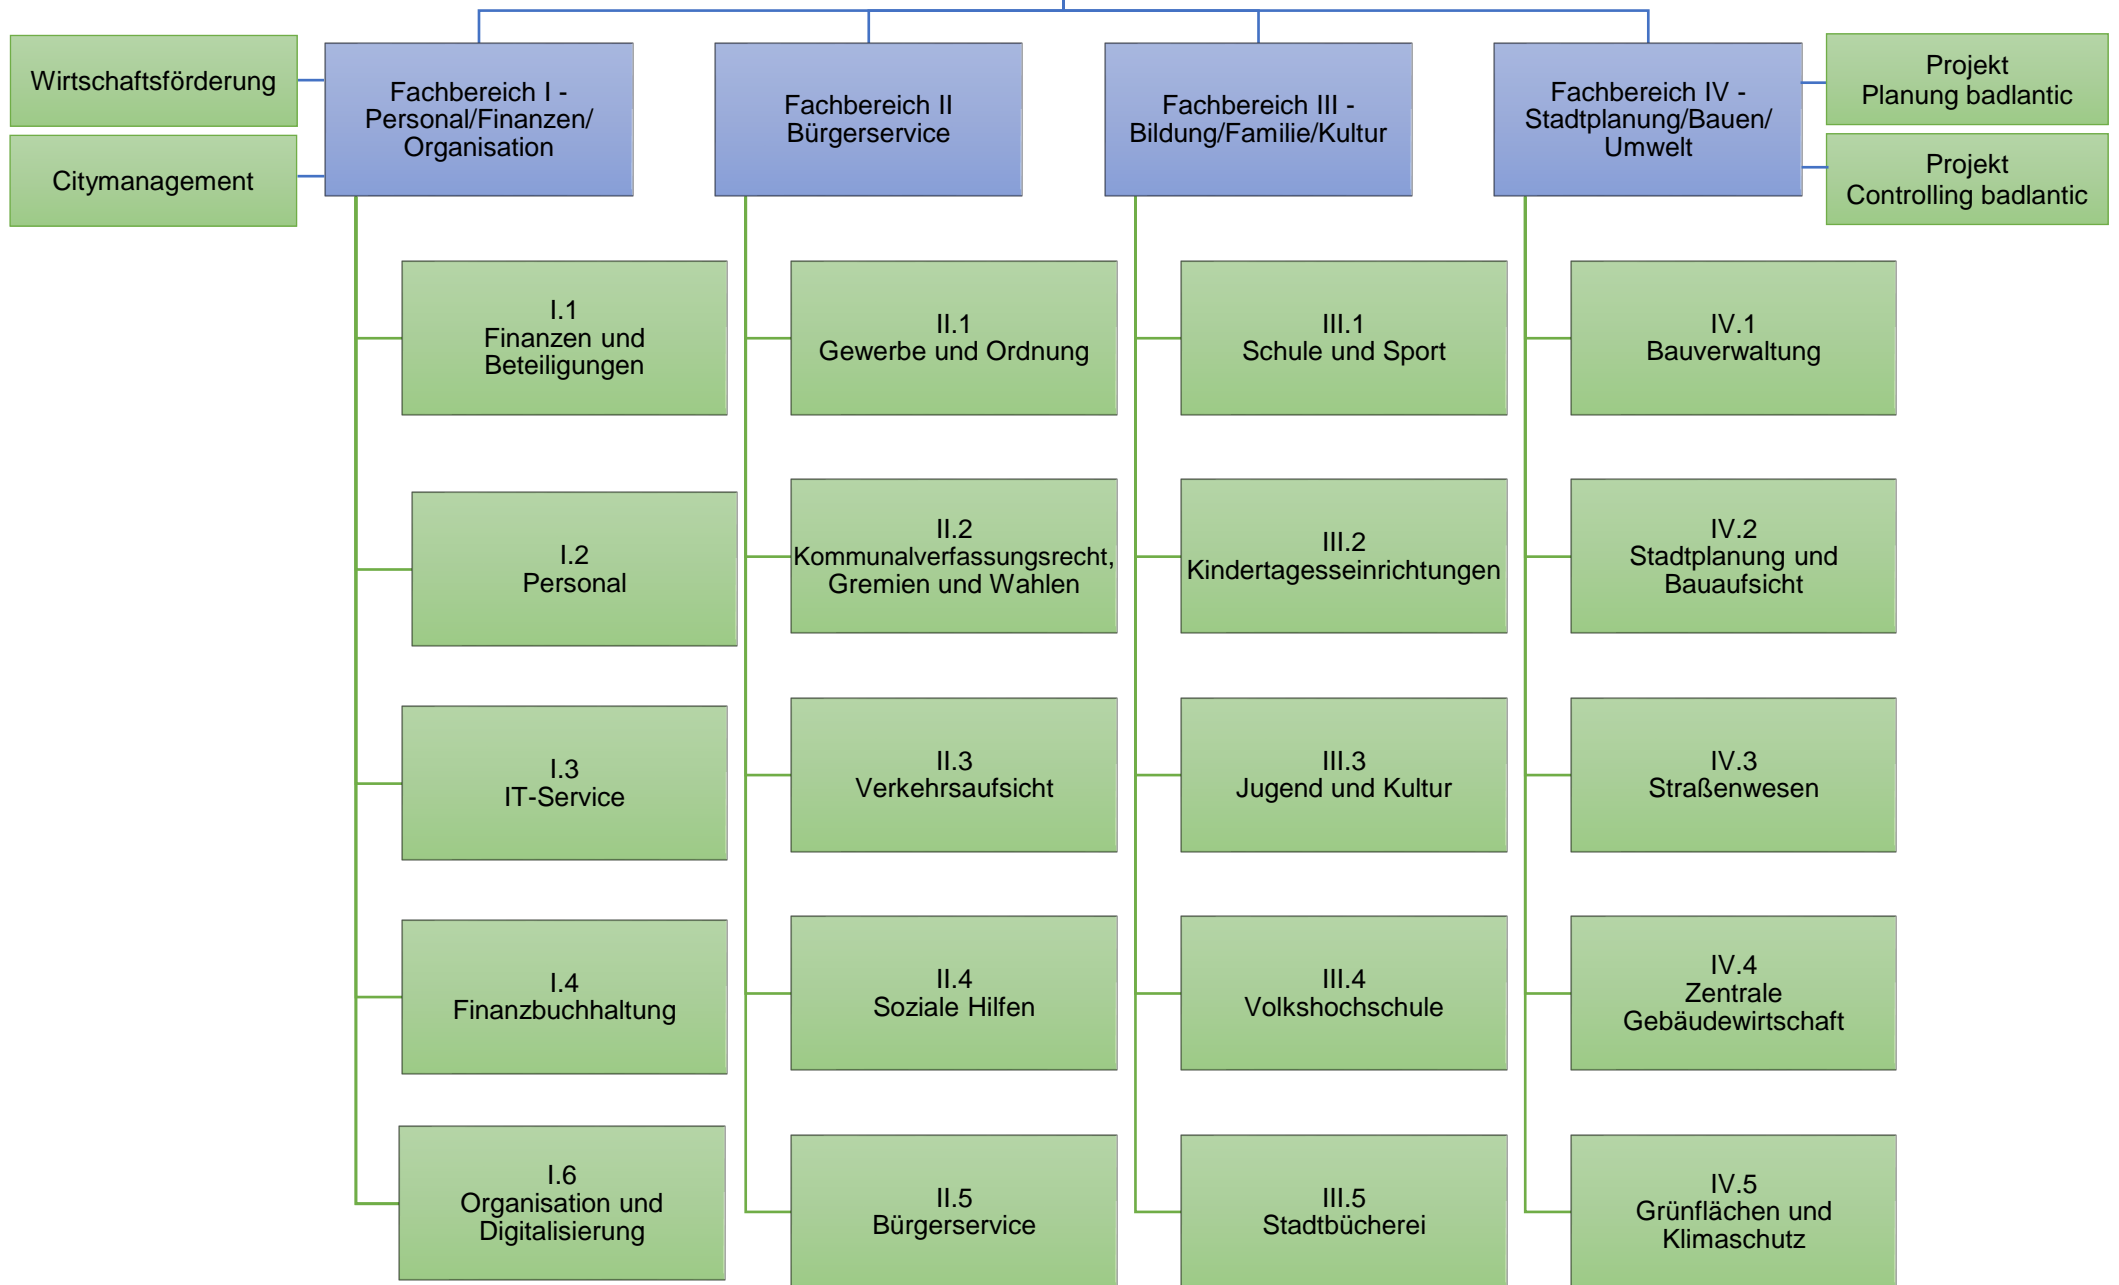 Wirtschaftsförderung
Citymanagement
Fachbereich I -
Personal/Finanzen/
Organisation
Fachbereich II
Bürgerservice
Fachbereich III -
Bildung/Familie/Kultur
Fachbereich IV -
Stadtplanung/Bauen/
Umwelt
Projekt
Planung badlantic
Projekt
Controlling badlantic
I.1
Finanzen und
Beteiligungen
II.1
Gewerbe und Ordnung
III.1
Schule und Sport
IV.1
Bauverwaltung
I.2
Personal
II.2
Kommunalverfassungsrecht,
Gremien und Wahlen
III.2
Kindertagesseinrichtungen
IV.2
Stadtplanung und
Bauaufsicht
I.3
IT-Service
II.3
Verkehrsaufsicht
III.3
Jugend und Kultur
IV.3
Straßenwesen
I.4
Finanzbuchhaltung
II.4
Soziale Hilfen
III.4
Volkshochschule
IV.4
Zentrale
Gebäudewirtschaft
I.6
Organisation und
Digitalisierung
II.5
Bürgerservice
III.5
Stadtbücherei
IV.5
Grünflächen und
Klimaschutz